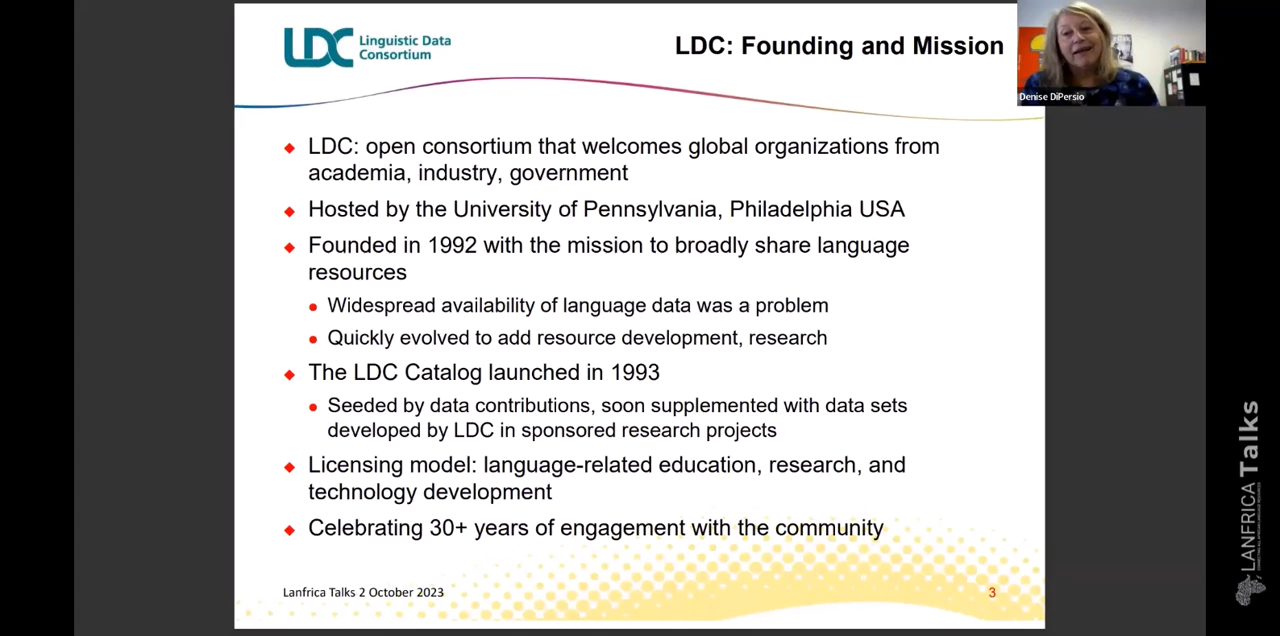 LDC Linguistic Data
Consortium
LDC: Founding and Mission
Denise DiPersio
LDC: open consortium that welcomes global organizations from
academia, industry, government
Hosted by the University of Pennsylvania, Philadelphia USA
Founded in 1992 with the mission to broadly share language
resources
Widespread availability of language data was a problem
Quickly evolved to add resource development, research
The LDC Catalog launched in 1993
Seeded by data contributions, soon supplemented with data sets
developed by LDC in sponsored research projects
Licensing model: language-related education, research, and
technology development
Celebrating 30+ years of engagement with the community
Lanfrica Talks 2 October 2023
3
LANFRICA Talks